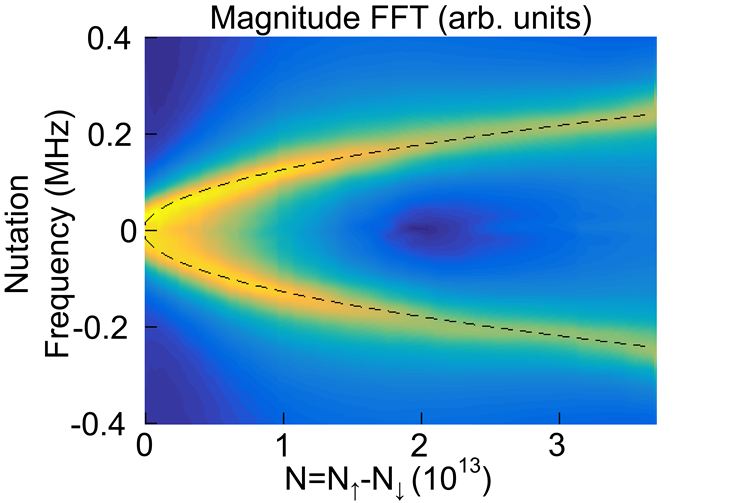 Magnitude FFT (arb. units)
Nutation
Frequency (MHz)
0.4
0.2
0
-0.2
-0.4
0 1 2 3
N=N↑-N↓ (10¹³)